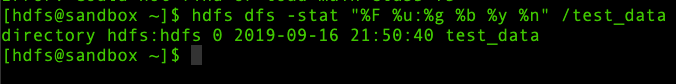 [hdfs@sandbox ~]$ hdfs dfs -stat "%F %u:%g %b %y %n" /test_data
directory hdfs:hdfs 0 2019-09-16 21:50:40 test_data
[hdfs@sandbox ~]$